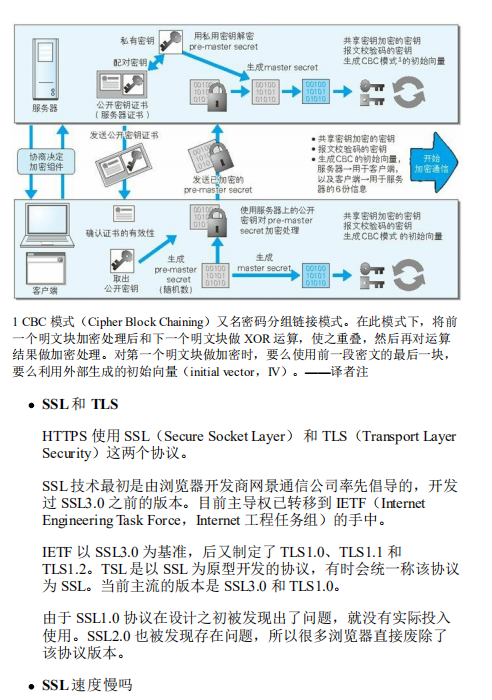 私有密钥
用私用密钥解密
pre-master secret
共享密钥加密的密钥
报文校验码的密钥
生成CBC模式¹的初始向量
配对密钥
生成master secret
服务器
公开密钥证书
(服务器证书)
发送公开密钥证书
协商决定
加密组件
发送已加密的
pre-master secret
• 共享密钥加密的密钥
• 报文校验码的密钥
• 生成CBC的初始向量,
服务器→用于客户端,
以及客户端→用于服务
器的6份信息
开始
加密通信
确认证书的有效性
使用服务器上的公开
密钥对pre-master
secret加密处理
共享密钥加密的密钥
报文校验码的密钥
生成CBC模式 的初始向量
客户端
取出
公开密钥
生成
pre-master
secret
(随机数)
生成
master secret
1 CBC 模式(Cipher Block Chaining)又名密码分组链接模式。在此模式下,将前
一个明文块加密处理后和下一个明文块做 XOR 运算,使之重叠,然后再对运算
结果做加密处理。对第一个明文块做加密时,要么使用前一段密文的最后一块,
要么利用外部生成的初始向量(initial vector,IV)。——译者注
• SSL 和 TLS
HTTPS 使用 SSL(Secure Socket Layer) 和 TLS(Transport Layer
Security)这两个协议。
SSL 技术最初是由浏览器开发商网景通信公司率先倡导的,开发
过 SSL3.0 之前的版本。目前主导权已转移到 IETF(Internet
Engineering Task Force,Internet 工程任务组)的手中。
IETF 以 SSL3.0 为基准,后又制定了 TLS1.0、TLS1.1 和
TLS1.2。TSL 是以 SSL 为原型开发的协议,有时会统一称该协议
为 SSL。当前主流的版本是 SSL3.0 和 TLS1.0。
由于 SSL1.0 协议在设计之初被发现出了问题,就没有实际投入
使用。SSL2.0 也被发现存在问题,所以很多浏览器直接废除了
该协议版本。
• SSL 速度慢吗